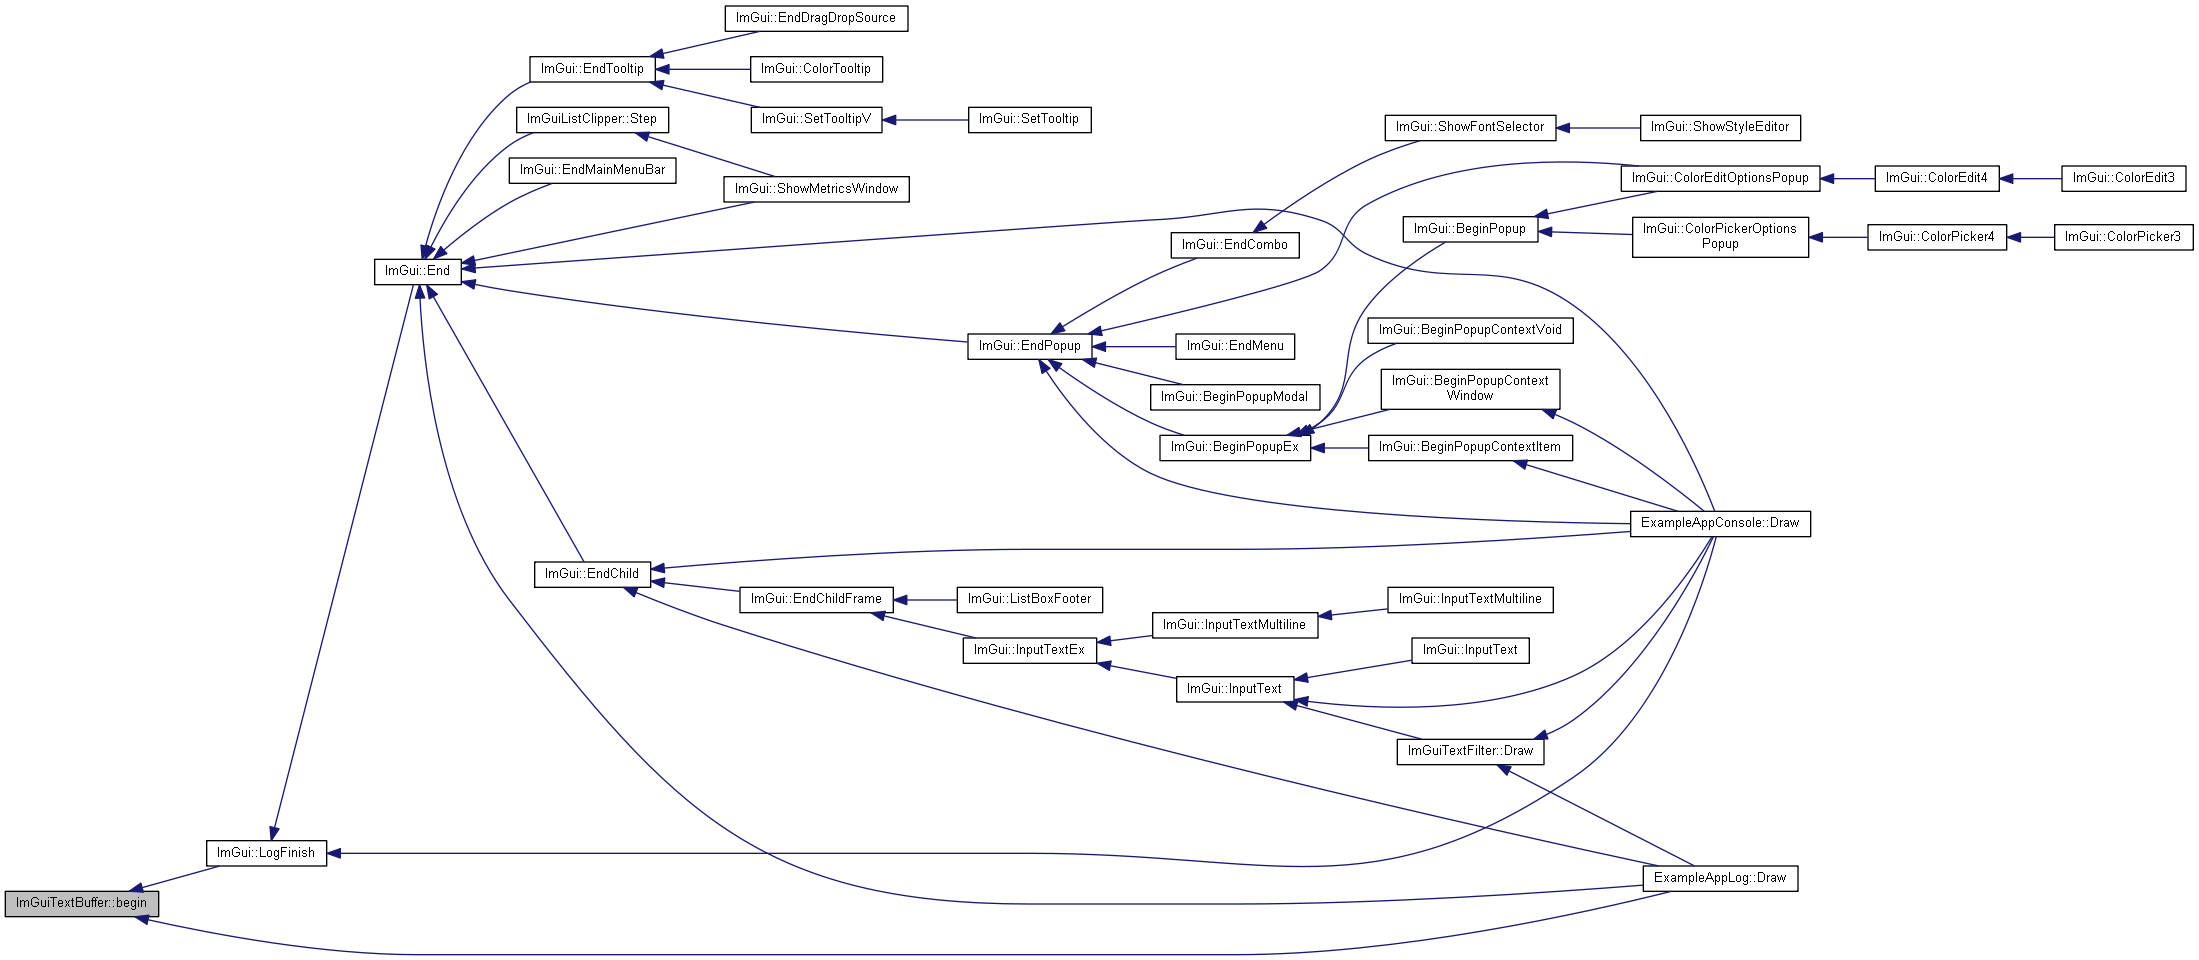 ImGui::EndDragDropSource
ImGui::EndTooltip
ImGui::ColorTooltip
ImGuiListClipper::Step
ImGui::SetTooltipV
ImGui::SetTooltip
ImGui::ShowFontSelector
ImGui::ShowStyleEditor
ImGui::EndMainMenuBar
ImGui::ShowMetricsWindow
ImGui::ColorEditOptionsPopup
ImGui::ColorEdit4
ImGui::ColorEdit3
ImGui::BeginPopup
ImGui::ColorPickerOptions
Popup
ImGui::ColorPicker4
ImGui::ColorPicker3
ImGui::EndCombo
ImGui::End
ImGui::EndPopup
ImGui::EndMenu
ImGui::BeginPopupContextVoid
ImGui::BeginPopupModal
ImGui::BeginPopupContext
Window
ImGui::BeginPopupEx
ImGui::BeginPopupContextItem
ExampleAppConsole::Draw
ImGui::EndChild
ImGui::EndChildFrame
ImGui::ListBoxFooter
ImGui::InputTextMultiline
ImGui::InputTextMultiline
ImGui::InputTextEx
ImGui::InputText
ImGui::InputText
ImGuiTextFilter::Draw
ImGui::LogFinish
ExampleAppLog::Draw
ImGuiTextBuffer::begin